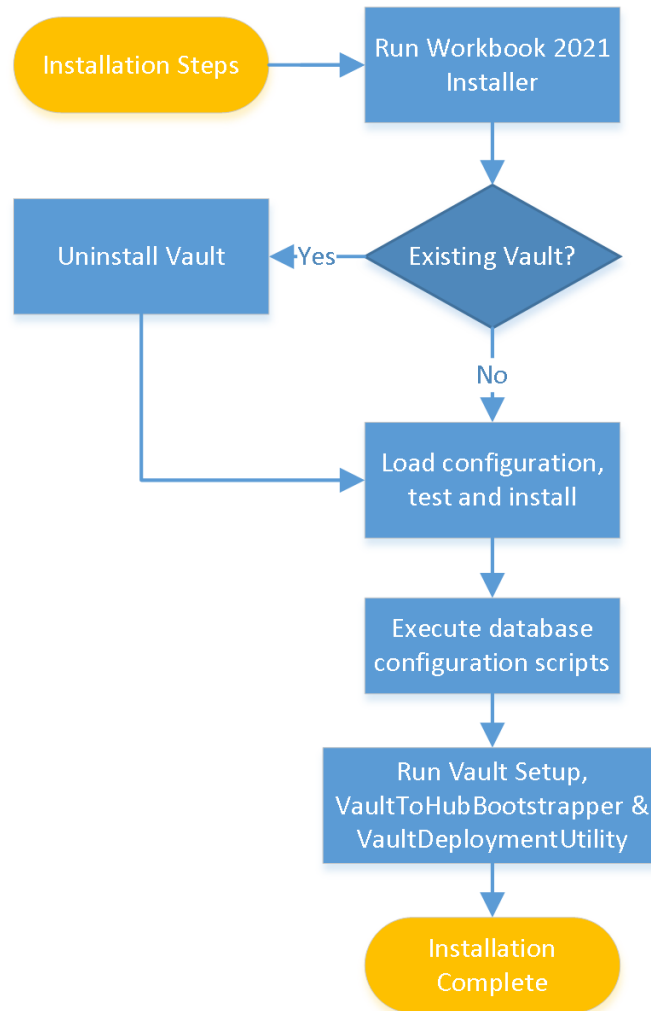 Installation Steps
Run Workbook 2021
Installer
Existing Vault?
Yes
Uninstall Vault
No
Load configuration,
test and install
Execute database
configuration scripts
Run Vault Setup,
VaultToHubBootstrapper &
VaultDeploymentUtility
Installation
Complete